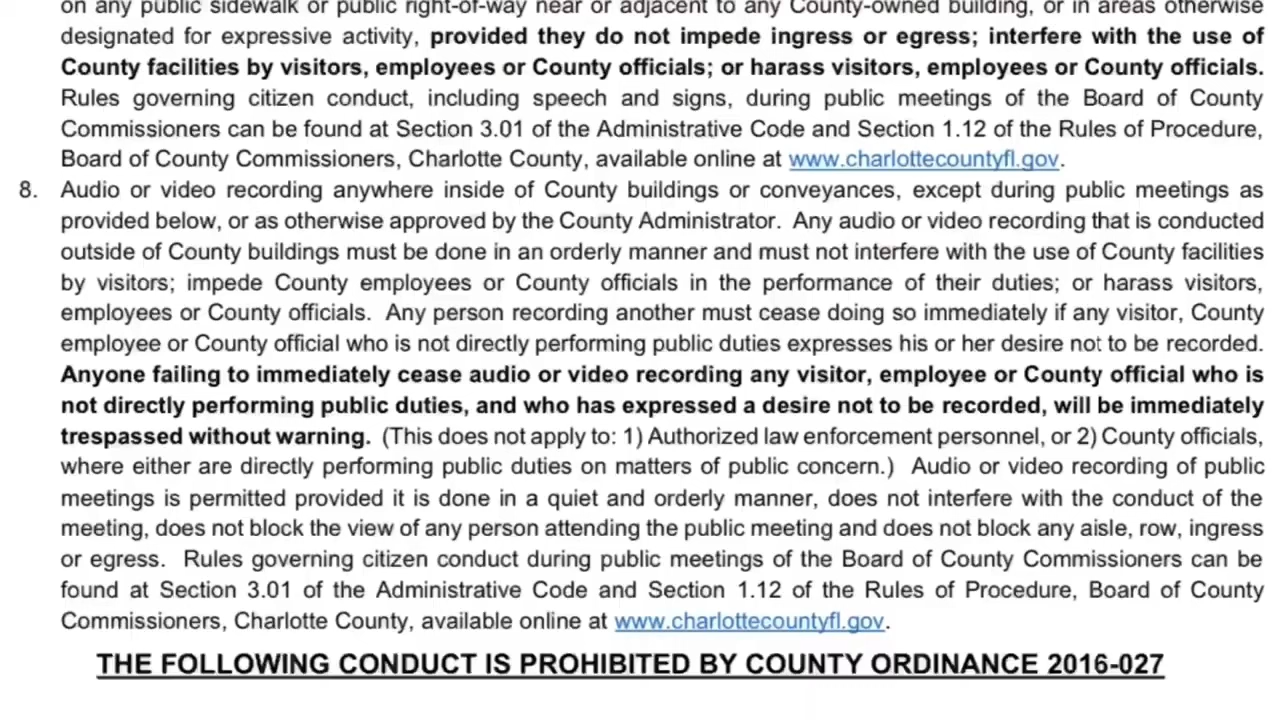 on any public sidewalk or public right-of-way near or adjacent to any County-owned building, or in areas otherwise
designated for expressive activity, provided they do not impede ingress or egress; interfere with the use of
County facilities by visitors, employees or County officials; or harass visitors, employees or County officials.
Rules governing citizen conduct, including speech and signs, during public meetings of the Board of County
Commissioners can be found at Section 3.01 of the Administrative Code and Section 1.12 of the Rules of Procedure,
Board of County Commissioners, Charlotte County, available online at www.charlottecountyfl.gov.
8. Audio or video recording anywhere inside of County buildings or conveyances, except during public meetings as
provided below, or as otherwise approved by the County Administrator. Any audio or video recording that is conducted
outside of County buildings must be done in an orderly manner and must not interfere with the use of County facilities
by visitors; impede County employees or County officials in the performance of their duties; or harass visitors,
employees or County officials. Any person recording another must cease doing so immediately if any visitor, County
employee or County official who is not directly performing public duties expresses his or her desire not to be recorded.
Anyone failing to immediately cease audio or video recording any visitor, employee or County official who is
not directly performing public duties, and who has expressed a desire not to be recorded, will be immediately
trespassed without warning. (This does not apply to: 1) Authorized law enforcement personnel, or 2) County officials,
where either are directly performing public duties on matters of public concern.) Audio or video recording of public
meetings is permitted provided it is done in a quiet and orderly manner, does not interfere with the conduct of the
meeting, does not block the view of any person attending the public meeting and does not block any aisle, row, ingress
or egress. Rules governing citizen conduct during public meetings of the Board of County Commissioners can be
found at Section 3.01 of the Administrative Code and Section 1.12 of the Rules of Procedure, Board of County
Commissioners, Charlotte County, available online at www.charlottecountyfl.gov.
THE FOLLOWING CONDUCT IS PROHIBITED BY COUNTY ORDINANCE 2016-027